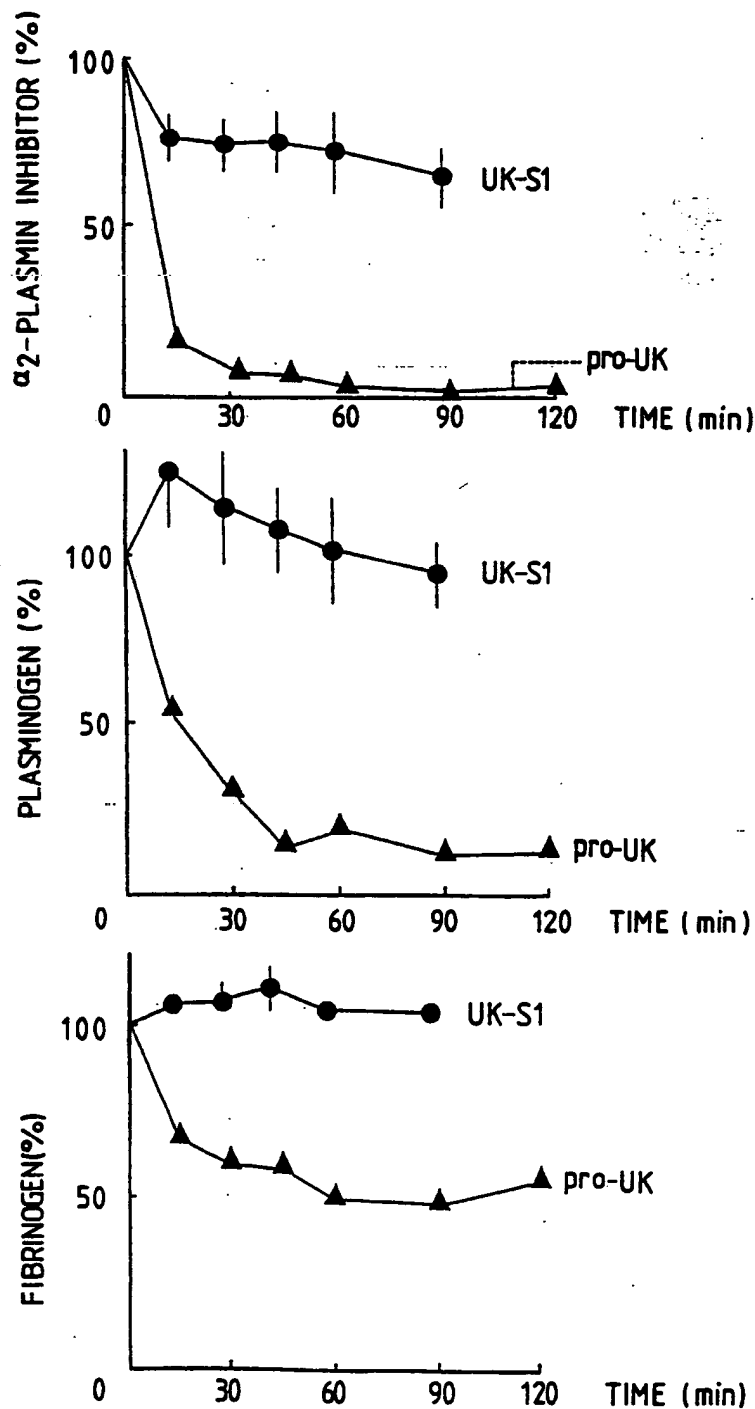 α2-PLASMIN INHIBITOR (%)
100
50
UK-S1
pro-UK
0 30 60 90 120 TIME (min)
PLASMINOGEN (%)
100
50
UK-S1
pro-UK
0 30 60 90 120 TIME (min)
FIBRINOGEN(%)
100
50
UK-S1
pro-UK
0 30 60 90 120 TIME (min)